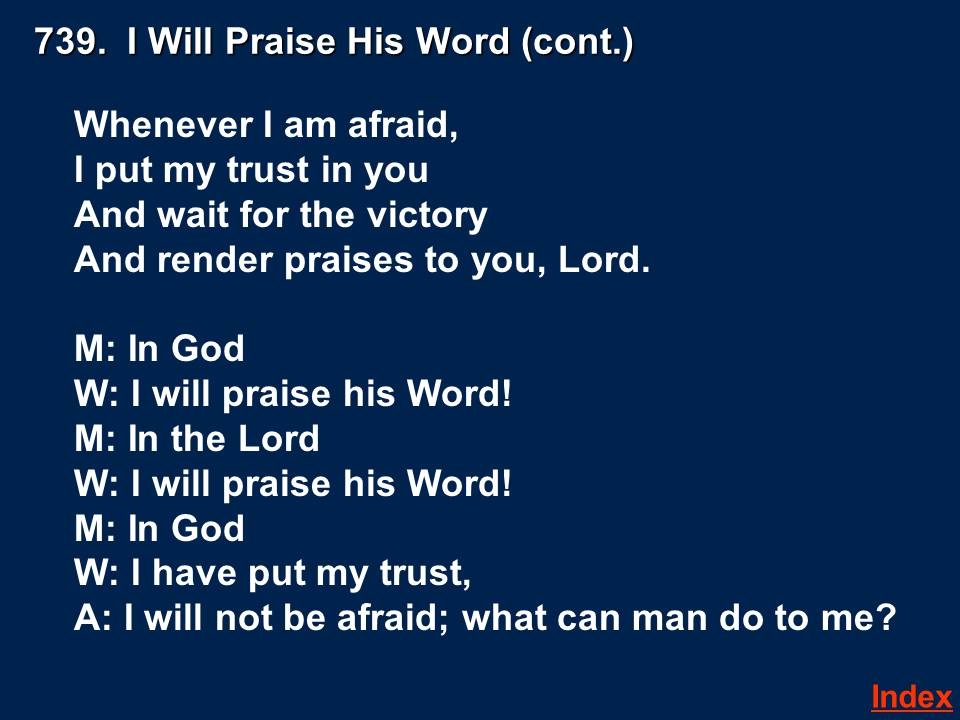 739.  I Will Praise His Word (cont.)
Whenever I am afraid,
I put my trust in you
And wait for the victory
And render praises to you, Lord.
M: In God
W: I will praise his Word!
M: In the Lord
W: I will praise his Word!
M: In God
W: I have put my trust,
A: I will not be afraid; what can man do to me?
Index